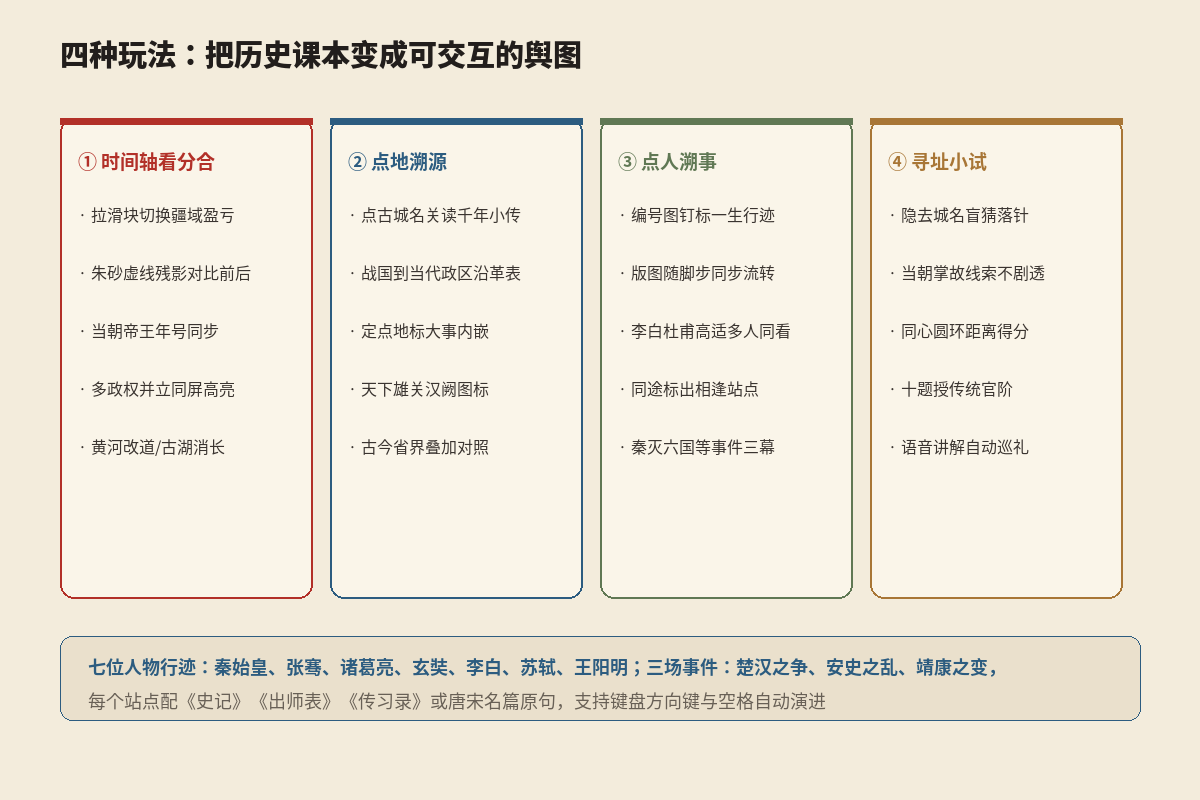 四种玩法：把历史课本变成可交互的舆图
① 时间轴看分合
· 拉滑块切换疆域盈亏
· 朱砂虚线残影对比前后
· 当朝帝王年号同步
· 多政权并立同屏高亮
· 黄河改道/古湖消长
② 点地溯源
· 点古城名关读千年小传
· 战国到当代政区沿革表
· 定点地标大事内嵌
· 天下雄关汉阙图标
· 古今省界叠加对照
③ 点人溯事
· 编号图钉标一生行迹
· 版图随脚步同步流转
· 李白杜甫高适多人同看
· 同途标出相逢站点
· 秦灭六国等事件三幕
④ 寻址小试
· 隐去城名盲猜落针
· 当朝掌故线索不剧透
· 同心圆环距离得分
· 十题授传统官阶
· 语音讲解自动巡礼
七位人物行迹：秦始皇、张骞、诸葛亮、玄奘、李白、苏轼、王阳明；三场事件：楚汉之争、安史之乱、靖康之变，
每个站点配《史记》《出师表》《传习录》或唐宋名篇原句，支持键盘方向键与空格自动演进